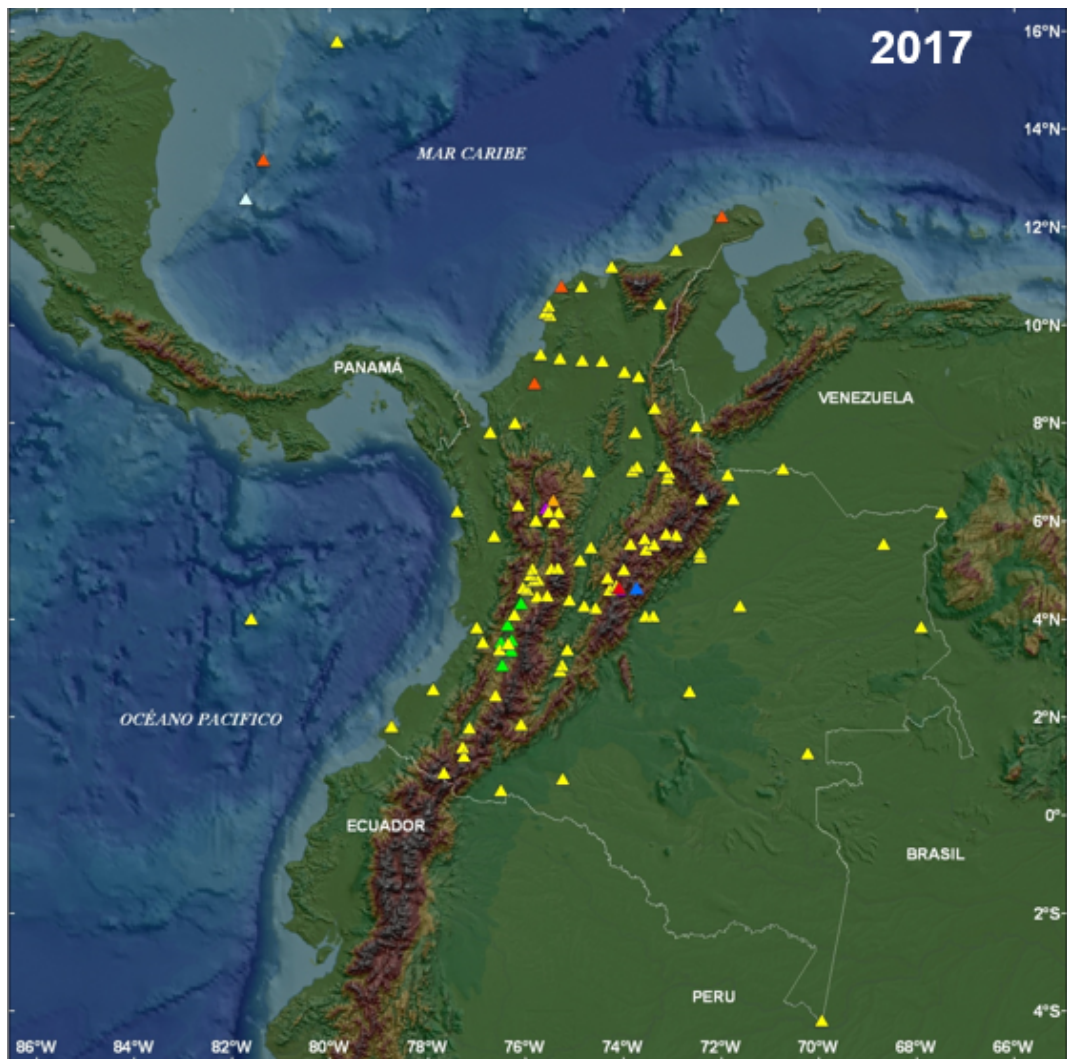 2017
16°N
14°N
MAR CARIBE
12°N
10°N
PANAMÁ
VENEZUELA
8°N
6°N
4°N
OCÉANO PACIFICO
2°N
ECUADOR
0°
BRASIL
2°S
PERU
4°S
86°W 84°W 82°W 80°W 78°W 76°W 74°W 72°W 70°W 68°W 66°W